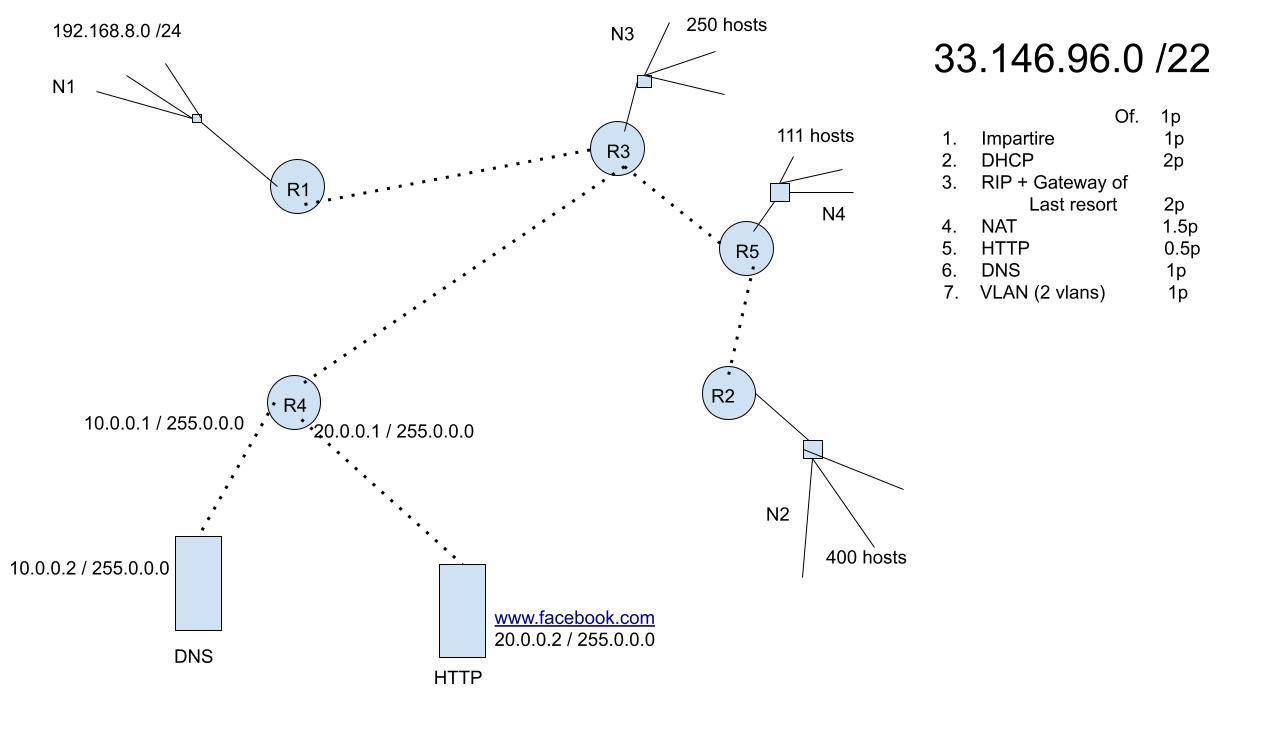 192.168.8.0 /24
N1
N3
250 hosts
33.146.96.0 /22
Of. 1p
1. Impartire 1p
2. DHCP 2p
3. RIP + Gateway of
Last resort 2p
4. NAT 1.5p
5. HTTP 0.5p
6. DNS 1p
7. VLAN (2 vlans) 1p
111 hosts
N4
R3
R1
R5
R2
R4
10.0.0.1 / 255.0.0.0
20.0.0.1 / 255.0.0.0
N2
400 hosts
10.0.0.2 / 255.0.0.0
DNS
www.facebook.com
20.0.0.2 / 255.0.0.0
HTTP